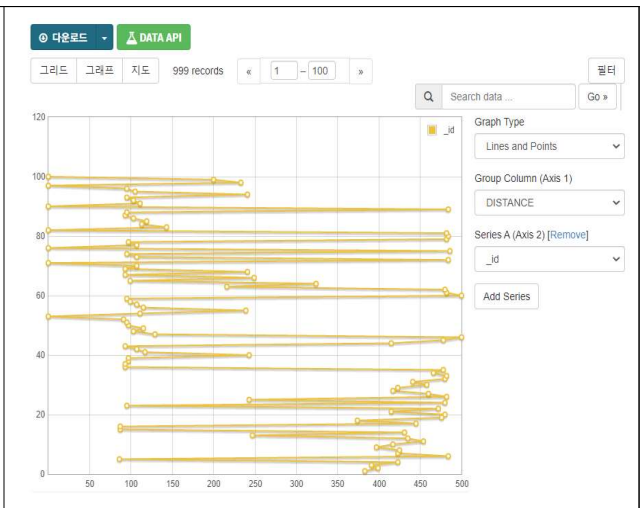 다운로드 DATA API
그리드 그래프 지도 999 records « 1 – 100 » 필터
Search data ... Go »
Graph Type
Lines and Points
Group Column (Axis 1)
DISTANCE
Series A (Axis 2) [Remove]
_id
Add Series
_id
120
100
80
60
40
20
0
50 100 150 200 250 300 350 400 450 500